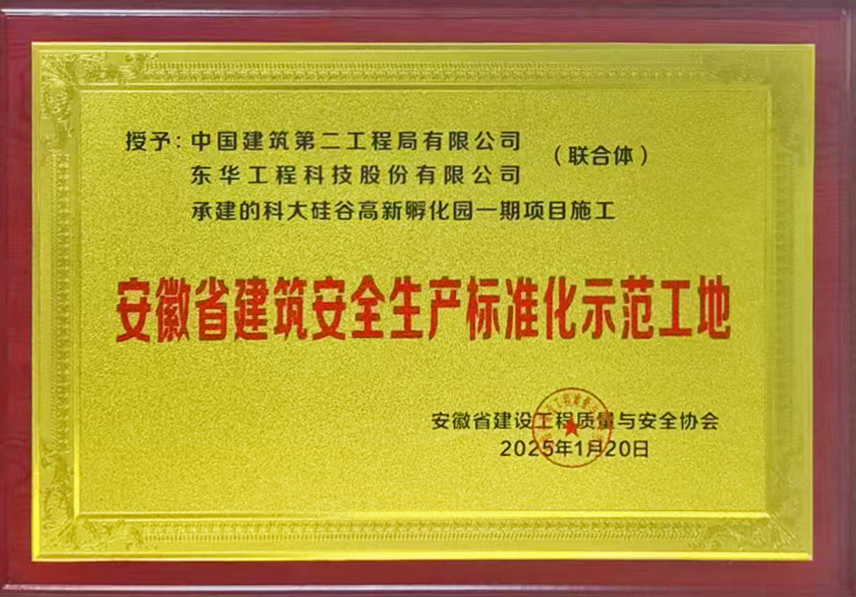 授予：中国建筑第二工程局有限公司
东华工程科技股份有限公司
（联合体）
承建的科大硅谷高新孵化园一期项目施工
安徽省建筑安全生产标准化示范工地
安徽省建设工程质量与安全协会
2025年1月20日